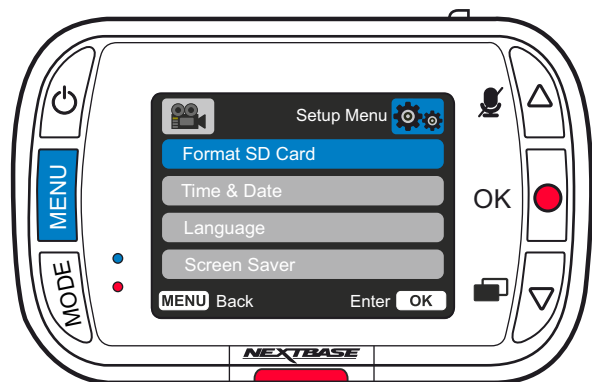 MENU
MODE
Setup Menu
Format SD Card
Time & Date
Language
Screen Saver
MENU Back
Enter OK
OK
NEXTBASE